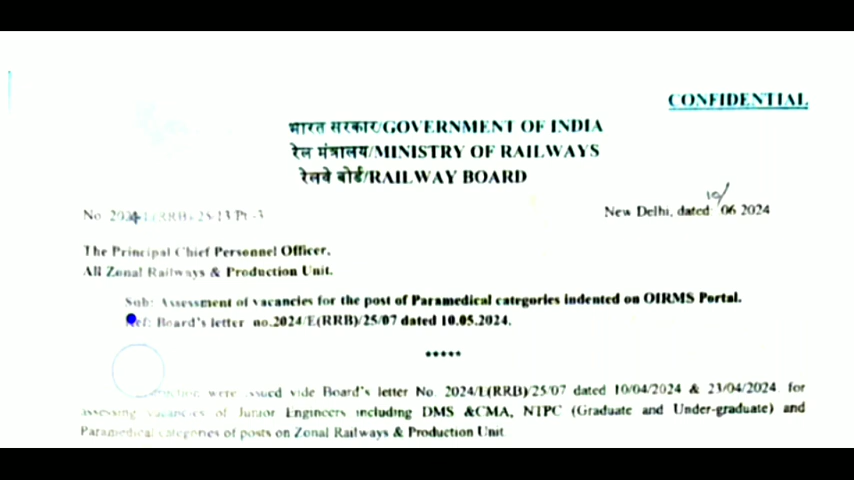 CONFIDENTIAL
भारत सरकार/GOVERNMENT OF INDIA
रेल मंत्रालय/MINISTRY OF RAILWAYS
रेलवे बोर्ड/RAILWAY BOARD
No.
New Delhi, dated 10/06 2024
The Principal Chief Personnel Officer,
All Zonal Railways & Production Unit.
Sub: Assessment of vacancies for the post of Paramedical categories indented on OIRMS Portal.
Ref: Board's letter no.2024/E(RRB)/25/07 dated 10.05.2024.
*****
were issued vide Board's letter No. 2024/E(RRB)/25/07 dated 10/04/2024 & 23/04/2024 for
assessing vacancies of Junior Engineers including DMS &CMA, NTPC (Graduate and Under-graduate) and
Paramedical categories of posts on Zonal Railways & Production Unit